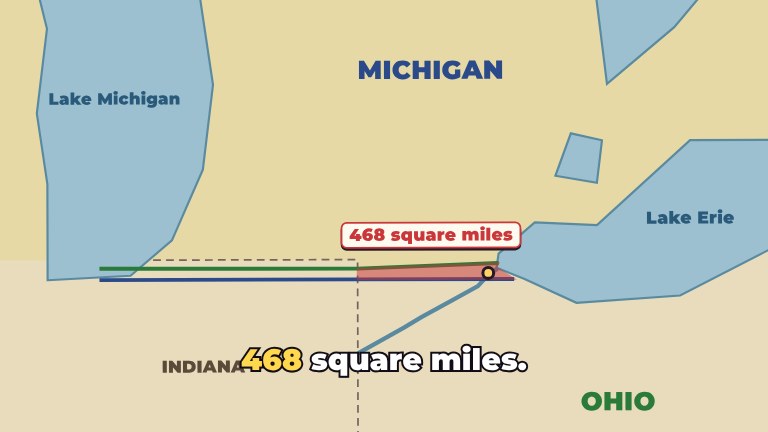 MICHIGAN
Lake Michigan
Lake Erie
468 square miles
INDIANA
468 square miles.
OHIO